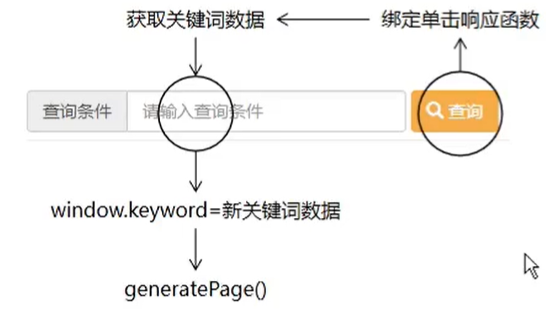 获取关键词数据
绑定单击响应函数
查询条件
请输入查询条件
查询
window.keyword=新关键词数据
generatePage()